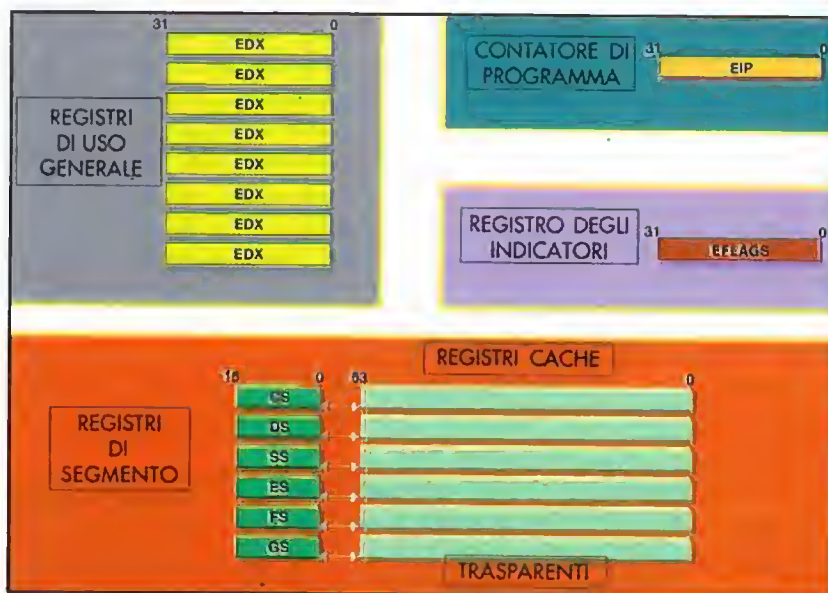 31 0
EDX
EDX
EDX
EDX
EDX
EDX
EDX
EDX
REGISTRI
DI USO
GENERALE
CONTATORE DI
PROGRAMMA
31 0
EIP
REGISTRO DEGLI
INDICATORI
31 0
EFLAGS
REGISTRI CACHE
REGISTRI
DI
SEGMENTO
15 0 63 0
CS
DS
SS
ES
FS
GS
TRASPARENTI